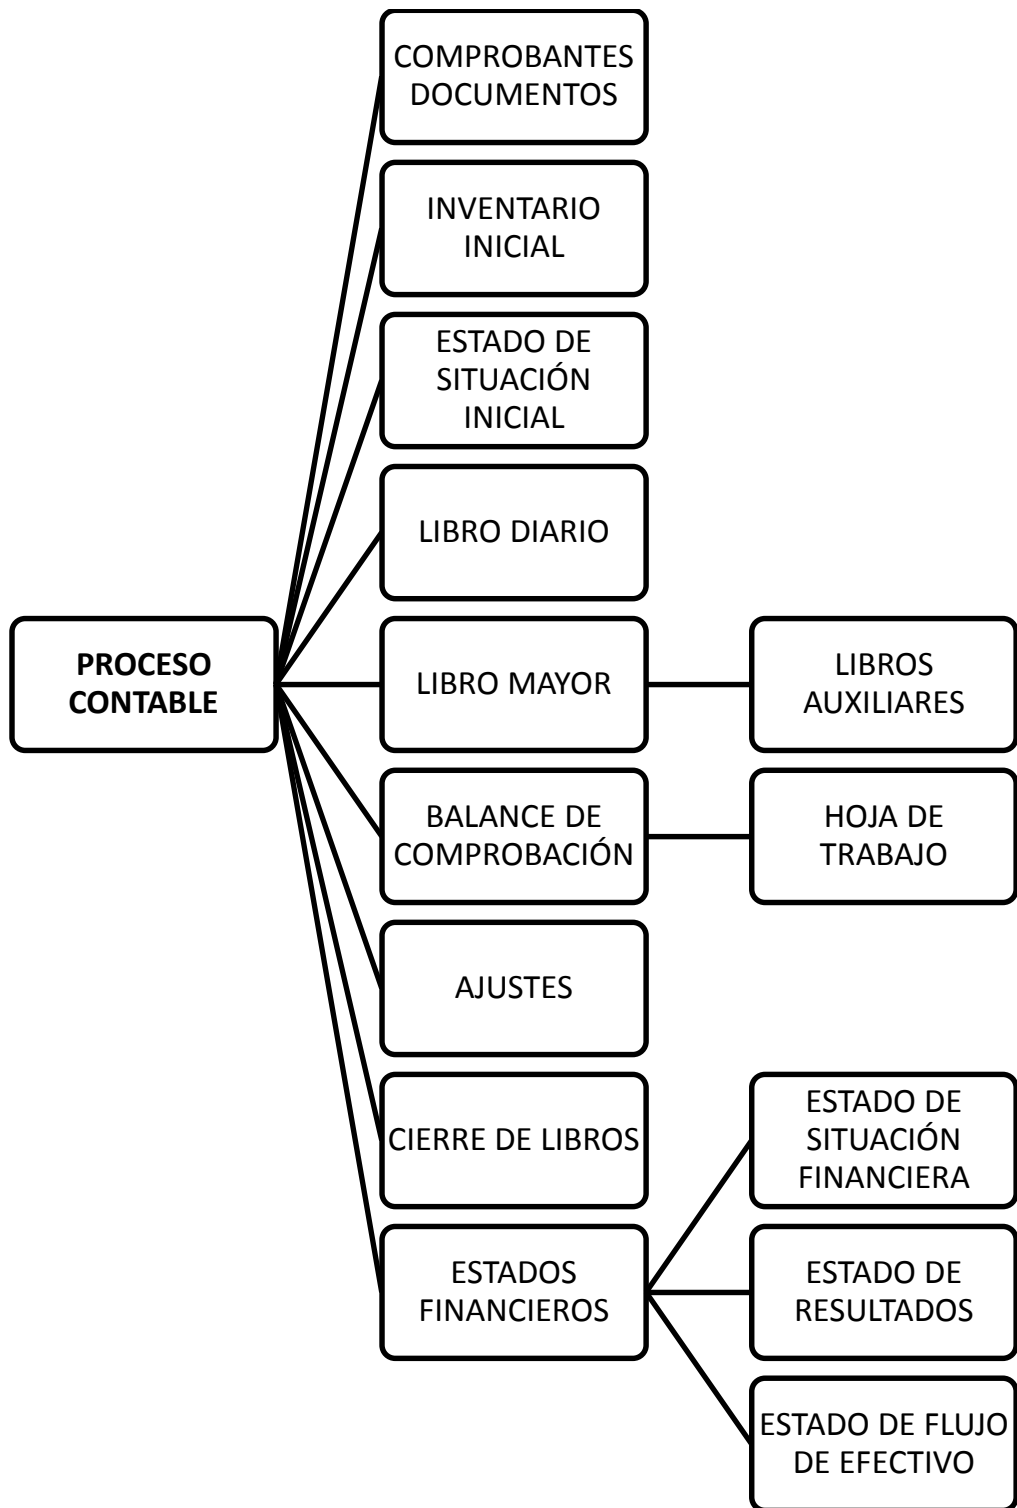 COMPROBANTES
DOCUMENTOS
INVENTARIO
INICIAL
ESTADO DE
SITUACIÓN
INICIAL
LIBRO DIARIO
PROCESO
CONTABLE
LIBRO MAYOR
LIBROS
AUXILIARES
BALANCE DE
COMPROBACIÓN
HOJA DE
TRABAJO
AJUSTES
CIERRE DE LIBROS
ESTADO DE
SITUACIÓN
FINANCIERA
ESTADOS
FINANCIEROS
ESTADO DE
RESULTADOS
ESTADO DE FLUJO
DE EFECTIVO